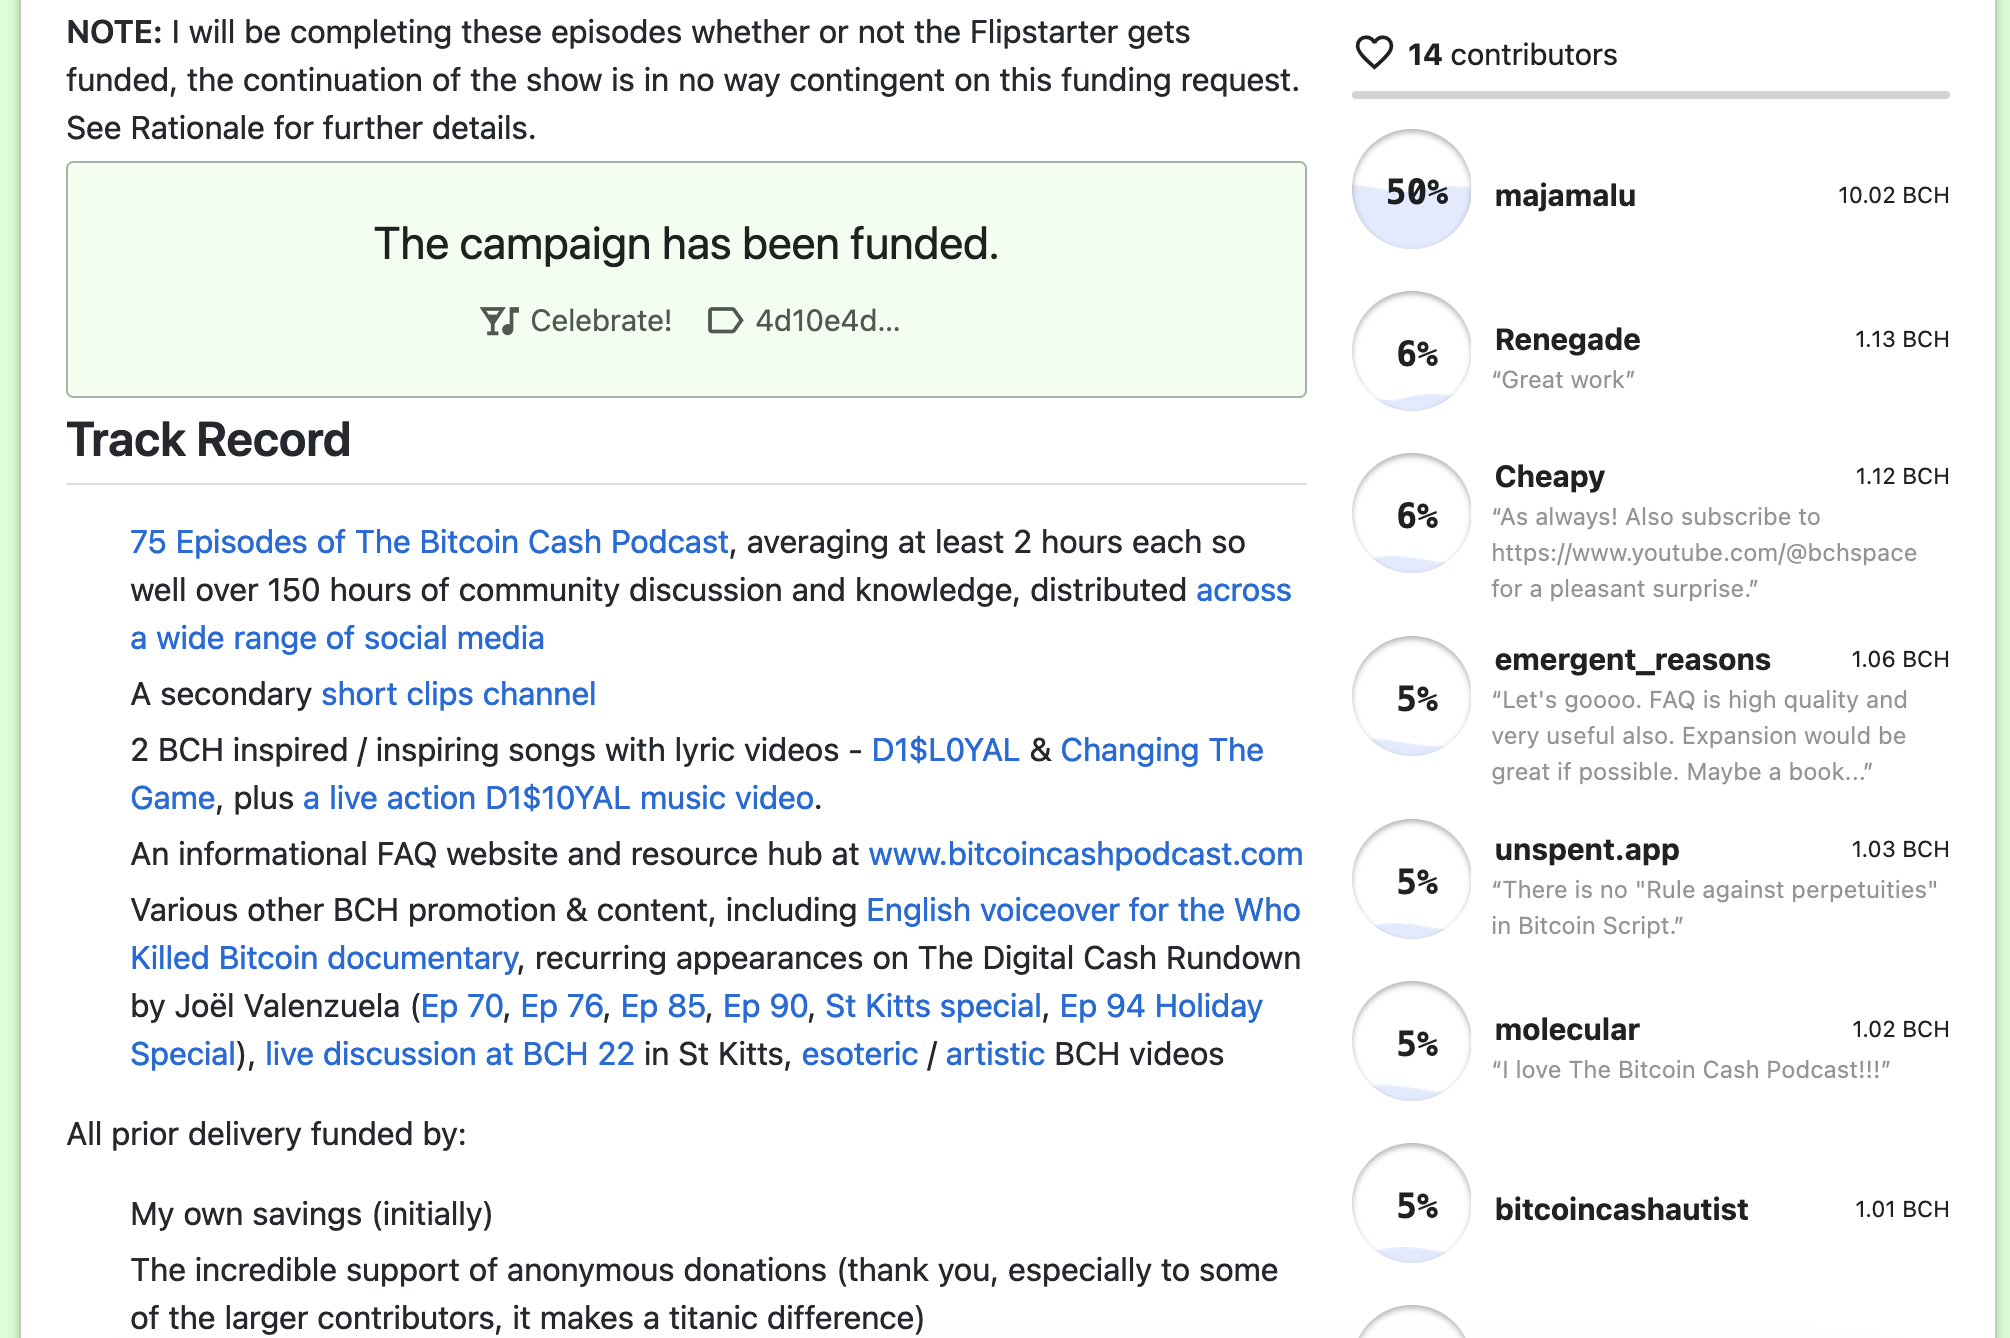 NOTE: I will be completing these episodes whether or not the Flipstarter gets
funded, the continuation of the show is in no way contingent on this funding request.
See Rationale for further details.
The campaign has been funded.
Celebrate! 4d10e4d...
Track Record
75 Episodes of The Bitcoin Cash Podcast, averaging at least 2 hours each so
well over 150 hours of community discussion and knowledge, distributed across
a wide range of social media
A secondary short clips channel
2 BCH inspired / inspiring songs with lyric videos - D1$L0YAL & Changing The
Game, plus a live action D1$10YAL music video.
An informational FAQ website and resource hub at www.bitcoincashpodcast.com
Various other BCH promotion & content, including English voiceover for the Who
Killed Bitcoin documentary, recurring appearances on The Digital Cash Rundown
by Joël Valenzuela (Ep 70, Ep 76, Ep 85, Ep 90, St Kitts special, Ep 94 Holiday
Special), live discussion at BCH 22 in St Kitts, esoteric / artistic BCH videos
All prior delivery funded by:
My own savings (initially)
The incredible support of anonymous donations (thank you, especially to some
of the larger contributors, it makes a titanic difference)
14 contributors
50% majamalu 10.02 BCH
6% Renegade 1.13 BCH
“Great work”
6% Cheapy 1.12 BCH
“As always! Also subscribe to
https://www.youtube.com/@bchspace
for a pleasant surprise.”
5% emergent_reasons 1.06 BCH
“Let's goooo. FAQ is high quality and
very useful also. Expansion would be
great if possible. Maybe a book...”
5% unspent.app 1.03 BCH
“There is no "Rule against perpetuities"
in Bitcoin Script.”
5% molecular 1.02 BCH
“I love The Bitcoin Cash Podcast!!!”
5% bitcoincashautist 1.01 BCH